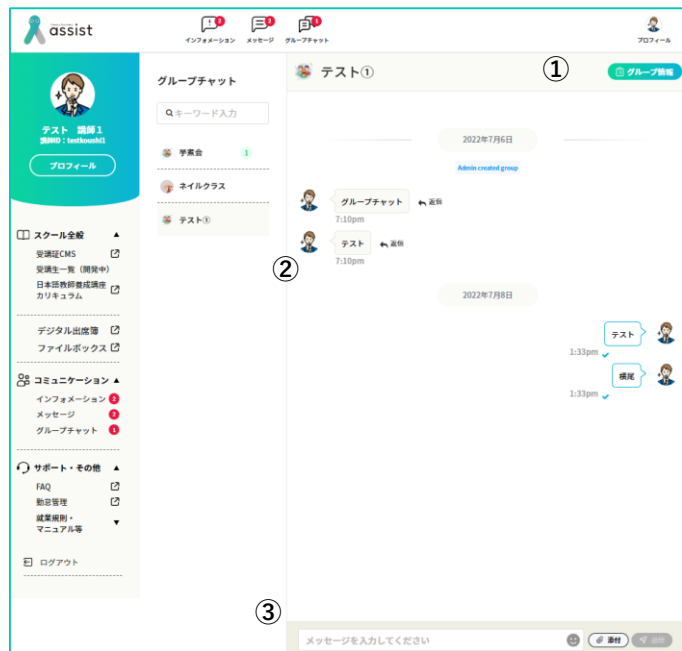 assist
2
2
1
インフォメーション
メッセージ
グループチャット
プロフィール
テスト 講師1
講師ID：testkoushi1
プロフィール
スクール全般 ▲
受講証CMS
受講生一覧（開発中）
日本語教師養成講座
カリキュラム
デジタル出席簿
ファイルボックス
コミュニケーション ▲
インフォメーション 2
メッセージ 2
グループチャット 1
サポート・その他 ▲
FAQ
勤怠管理
就業規則・
マニュアル等 ▼
ログアウト
グループチャット
キーワード入力
学煮会 1
ネイルクラス
テスト①
テスト①
①
グループ情報
2022年7月6日
Admin created group
グループチャット
返信
7:10pm
テスト
返信
7:10pm
②
2022年7月8日
テスト
1:33pm
横尾
1:33pm
③
メッセージを入力してください
添付
送信